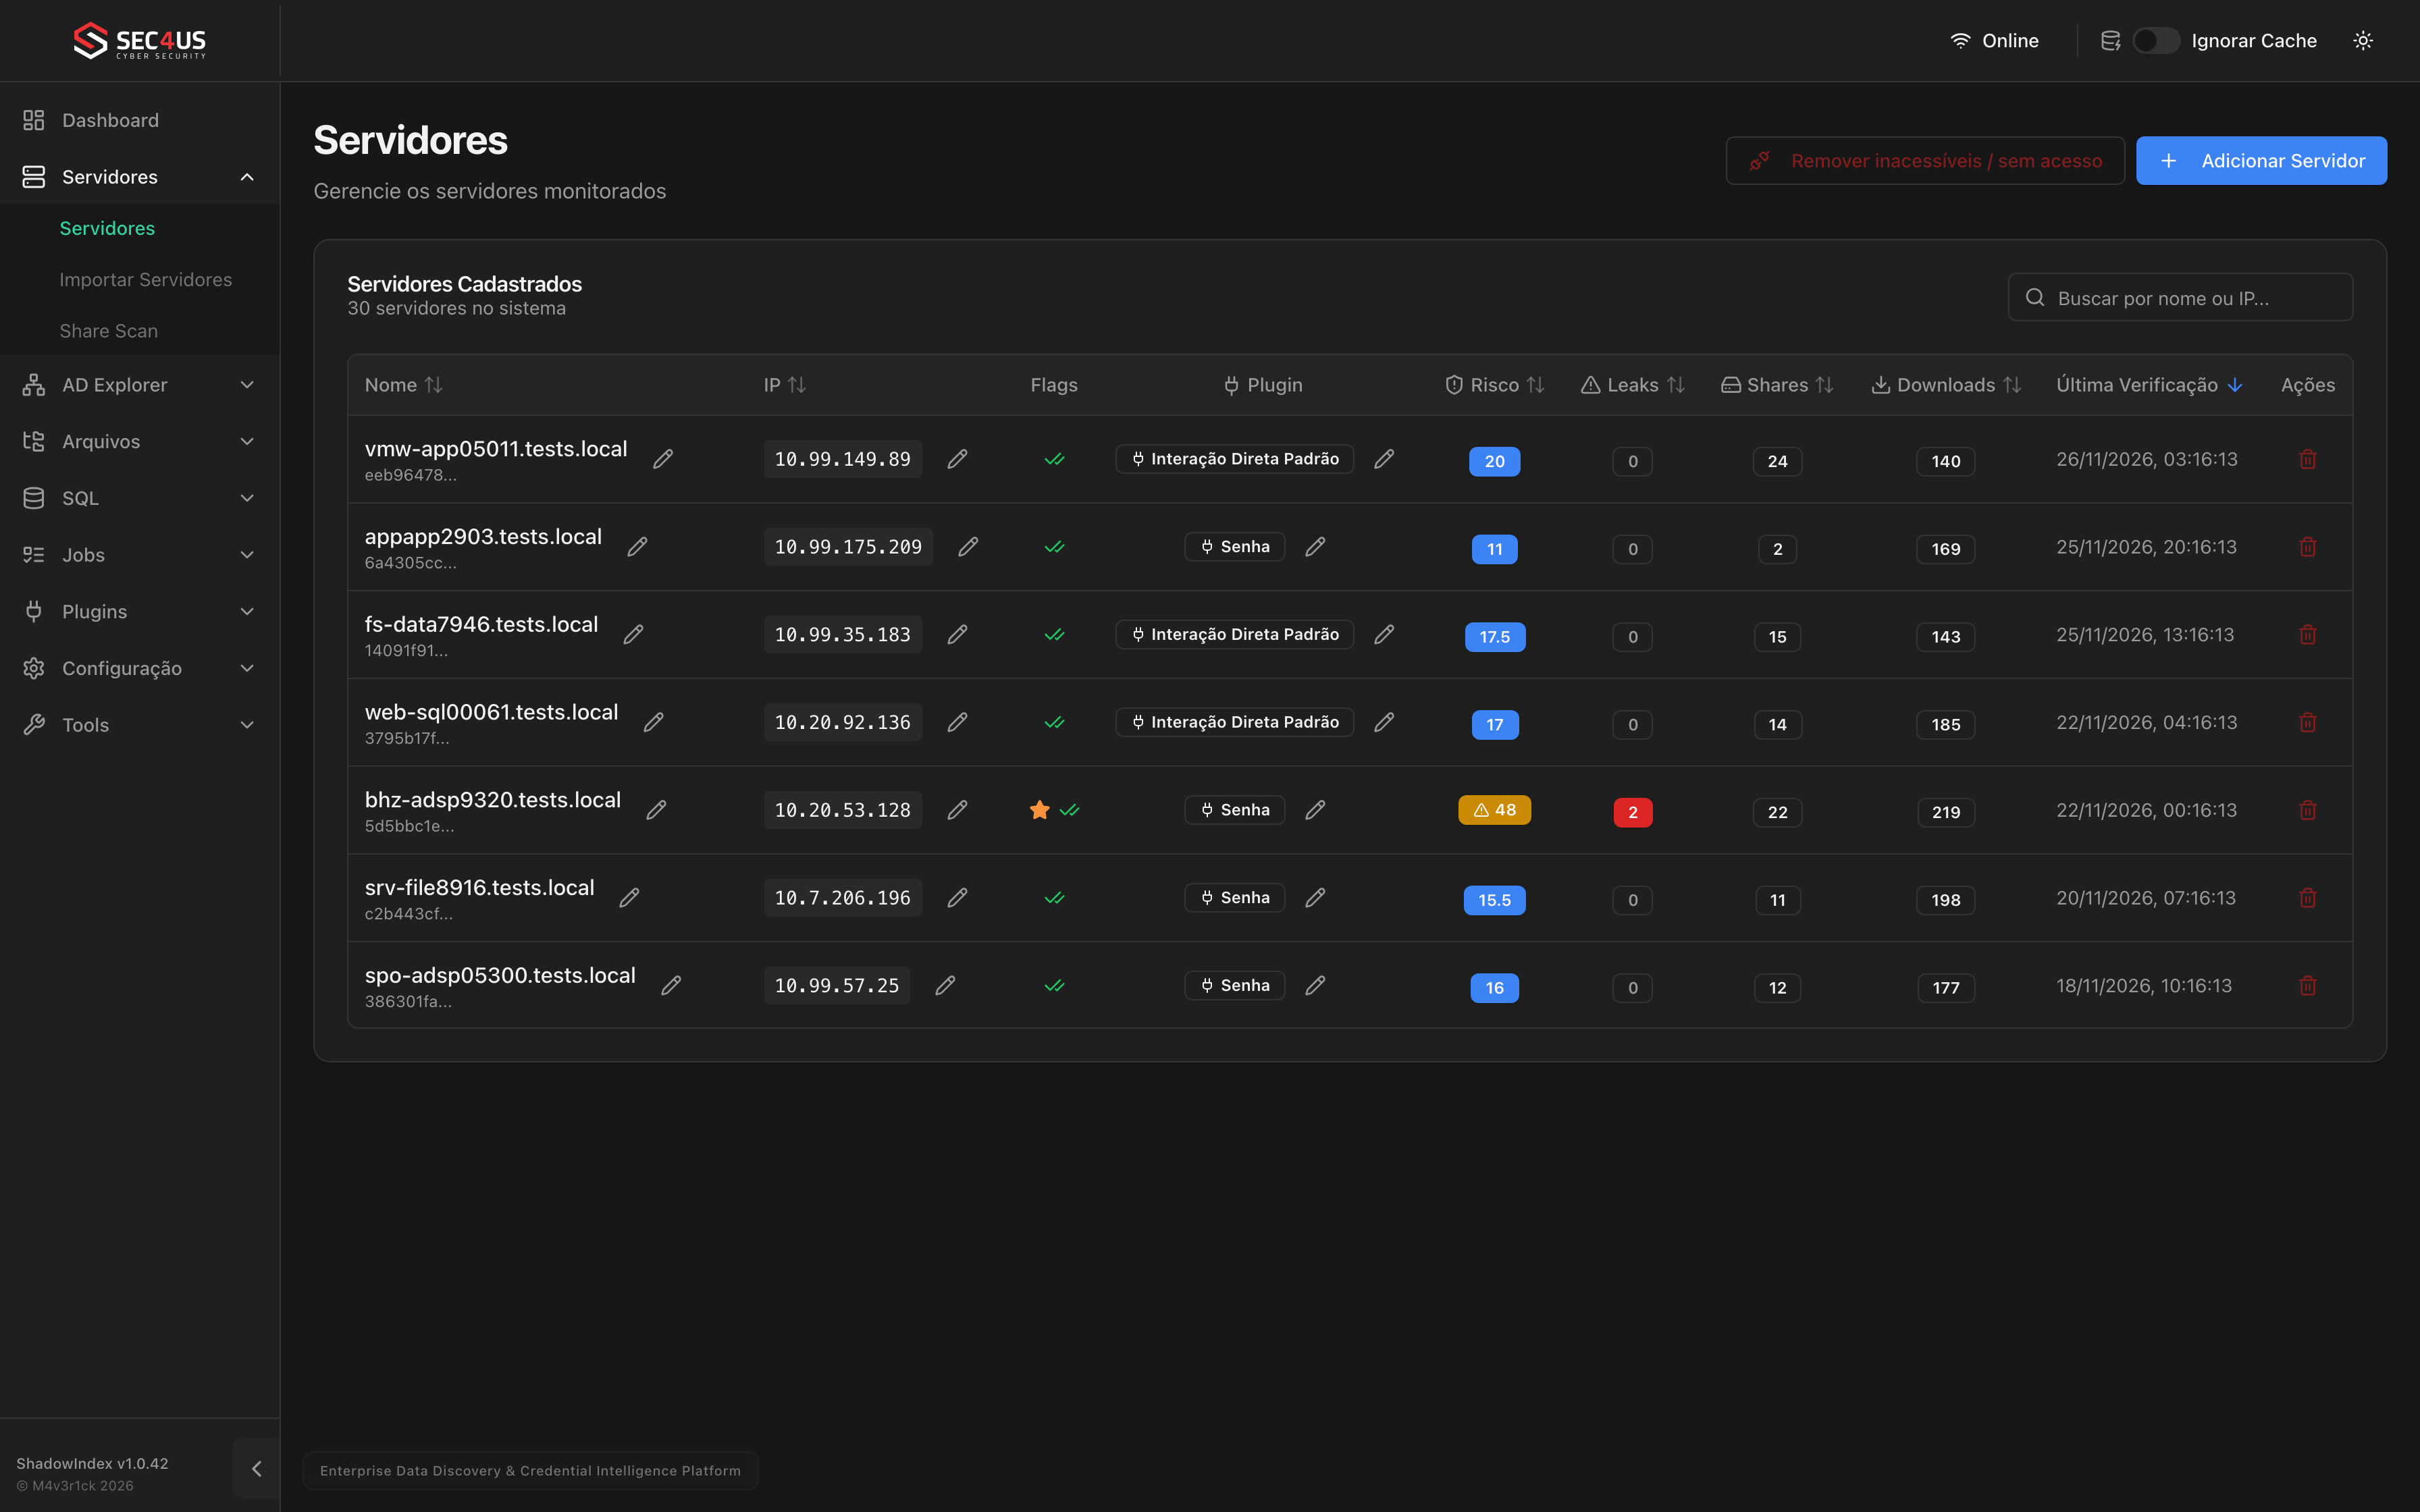 SEC4US
CYBER SECURITY
Online
Ignorar Cache
Dashboard
Servidores
Servidores
Importar Servidores
Share Scan
AD Explorer
Arquivos
SQL
Jobs
Plugins
Configuração
Tools
Servidores
Gerencie os servidores monitorados
Remover inacessíveis / sem acesso
Adicionar Servidor
Servidores Cadastrados
30 servidores no sistema
Buscar por nome ou IP...
Nome IP Flags Plugin Risco Leaks Shares Downloads Última Verificação Ações
vmw-app05011.tests.local 10.99.149.89 Interação Direta Padrão 20 0 24 140 26/11/2026, 03:16:13
eeb96478...
appapp2903.tests.local 10.99.175.209 Senha 11 0 2 169 25/11/2026, 20:16:13
6a4305cc...
fs-data7946.tests.local 10.99.35.183 Interação Direta Padrão 17.5 0 15 143 25/11/2026, 13:16:13
14091f91...
web-sql00061.tests.local 10.20.92.136 Interação Direta Padrão 17 0 14 185 22/11/2026, 04:16:13
3795b17f...
bhz-adsp9320.tests.local 10.20.53.128 Senha 48 2 22 219 22/11/2026, 00:16:13
5d5bbc1e...
srv-file8916.tests.local 10.7.206.196 Senha 15.5 0 11 198 20/11/2026, 07:16:13
c2b443cf...
spo-adsp05300.tests.local 10.99.57.25 Senha 16 0 12 177 18/11/2026, 10:16:13
386301fa...
ShadowIndex v1.0.42
© M4v3r1ck 2026
Enterprise Data Discovery & Credential Intelligence Platform